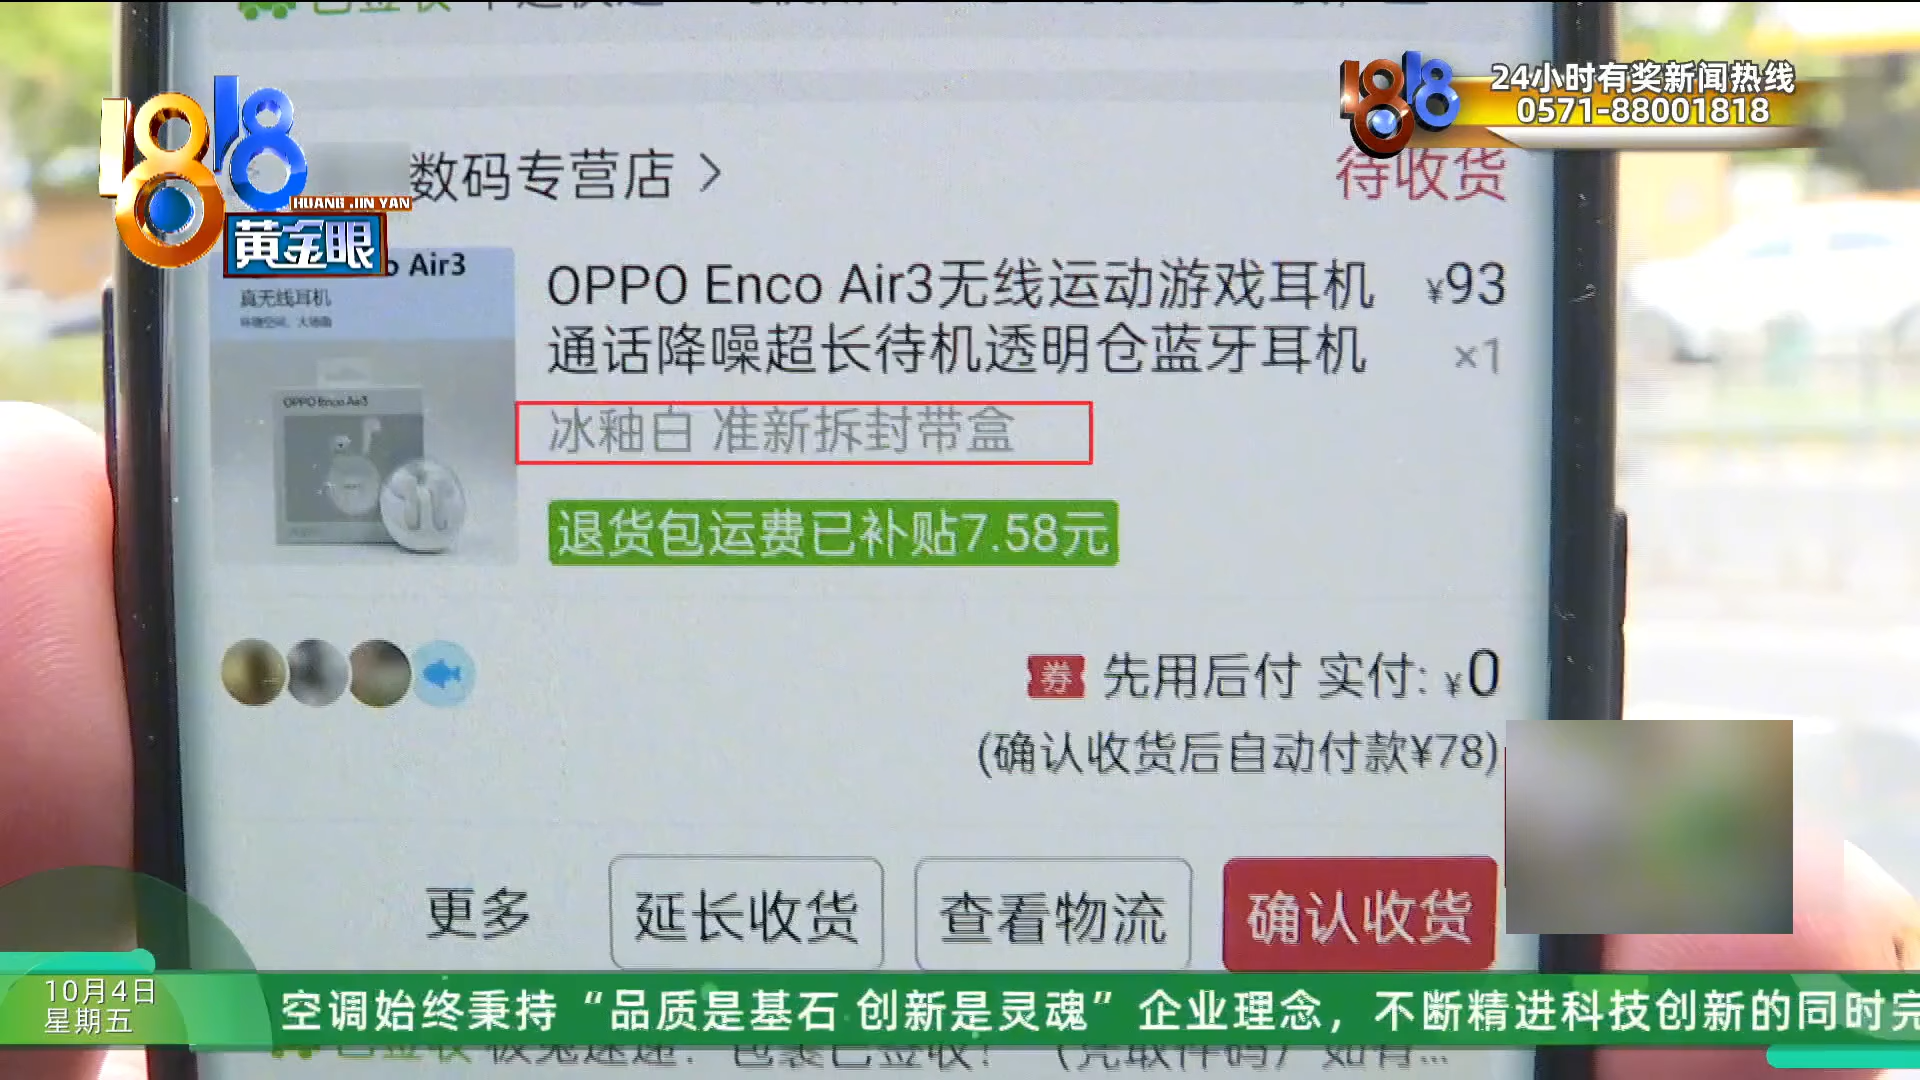 已签收
24小时有奖新闻热线
0571-88001818
1818
HUANG JIN YAN
黄金眼
数码专营店 >
待收货
o Air3
真无线耳机
OPPO Enco Air3
OPPO Enco Air3无线运动游戏耳机
¥93
通话降噪超长待机透明仓蓝牙耳机
×1
冰釉白 准新拆封带盒
退货包运费已补贴7.58元
券 先用后付 实付: ¥0
(确认收货后自动付款¥78)
更多
延长收货
查看物流
确认收货
10月4日
星期五
空调始终秉持“品质是基石 创新是灵魂”企业理念，不断精进科技创新的同时完